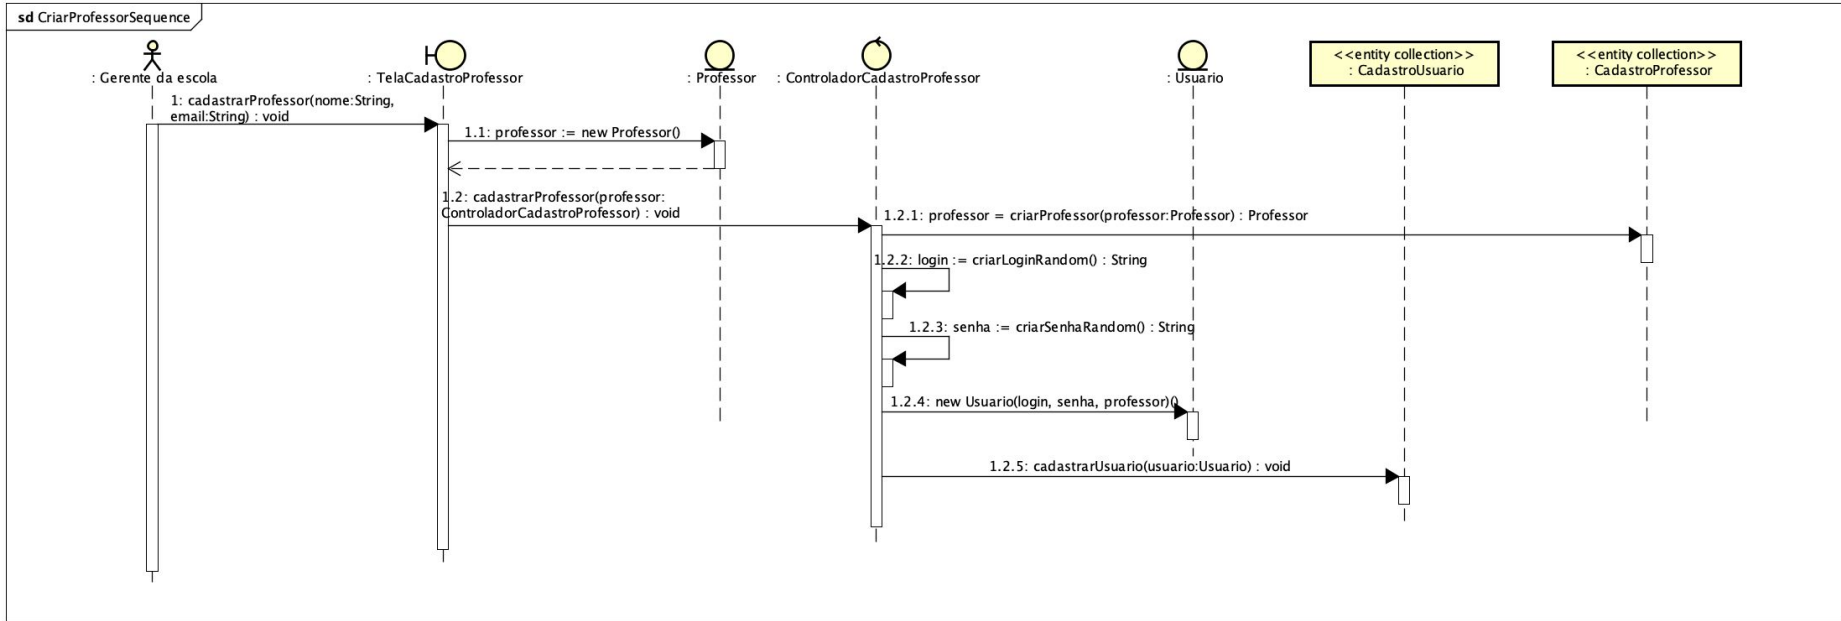 sd CriarProfessorSequence
: Gerente da escola
: TelaCadastroProfessor
: Professor
: ControladorCadastroProfessor
: Usuario
<<entity collection>>
: CadastroUsuario
<<entity collection>>
: CadastroProfessor
1: cadastrarProfessor(nome:String,
email:String) : void
1.1: professor := new Professor()
1.2: cadastrarProfessor(professor:
ControladorCadastroProfessor) : void
1.2.1: professor = criarProfessor(professor:Professor) : Professor
1.2.2: login := criarLoginRandom() : String
1.2.3: senha := criarSenhaRandom() : String
1.2.4: new Usuario(login, senha, professor)()
1.2.5: cadastrarUsuario(usuario:Usuario) : void